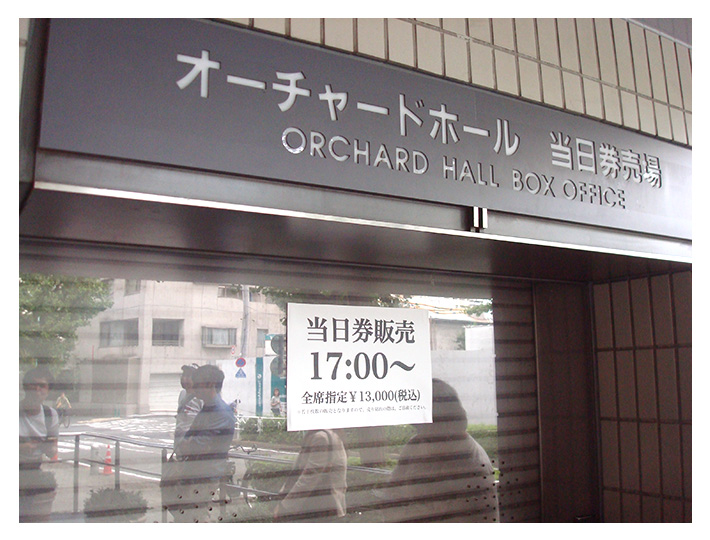 オーチャードホール 当日券売場
ORCHARD HALL BOX OFFICE
当日券販売
17:00〜
全席指定¥13,000(税込)